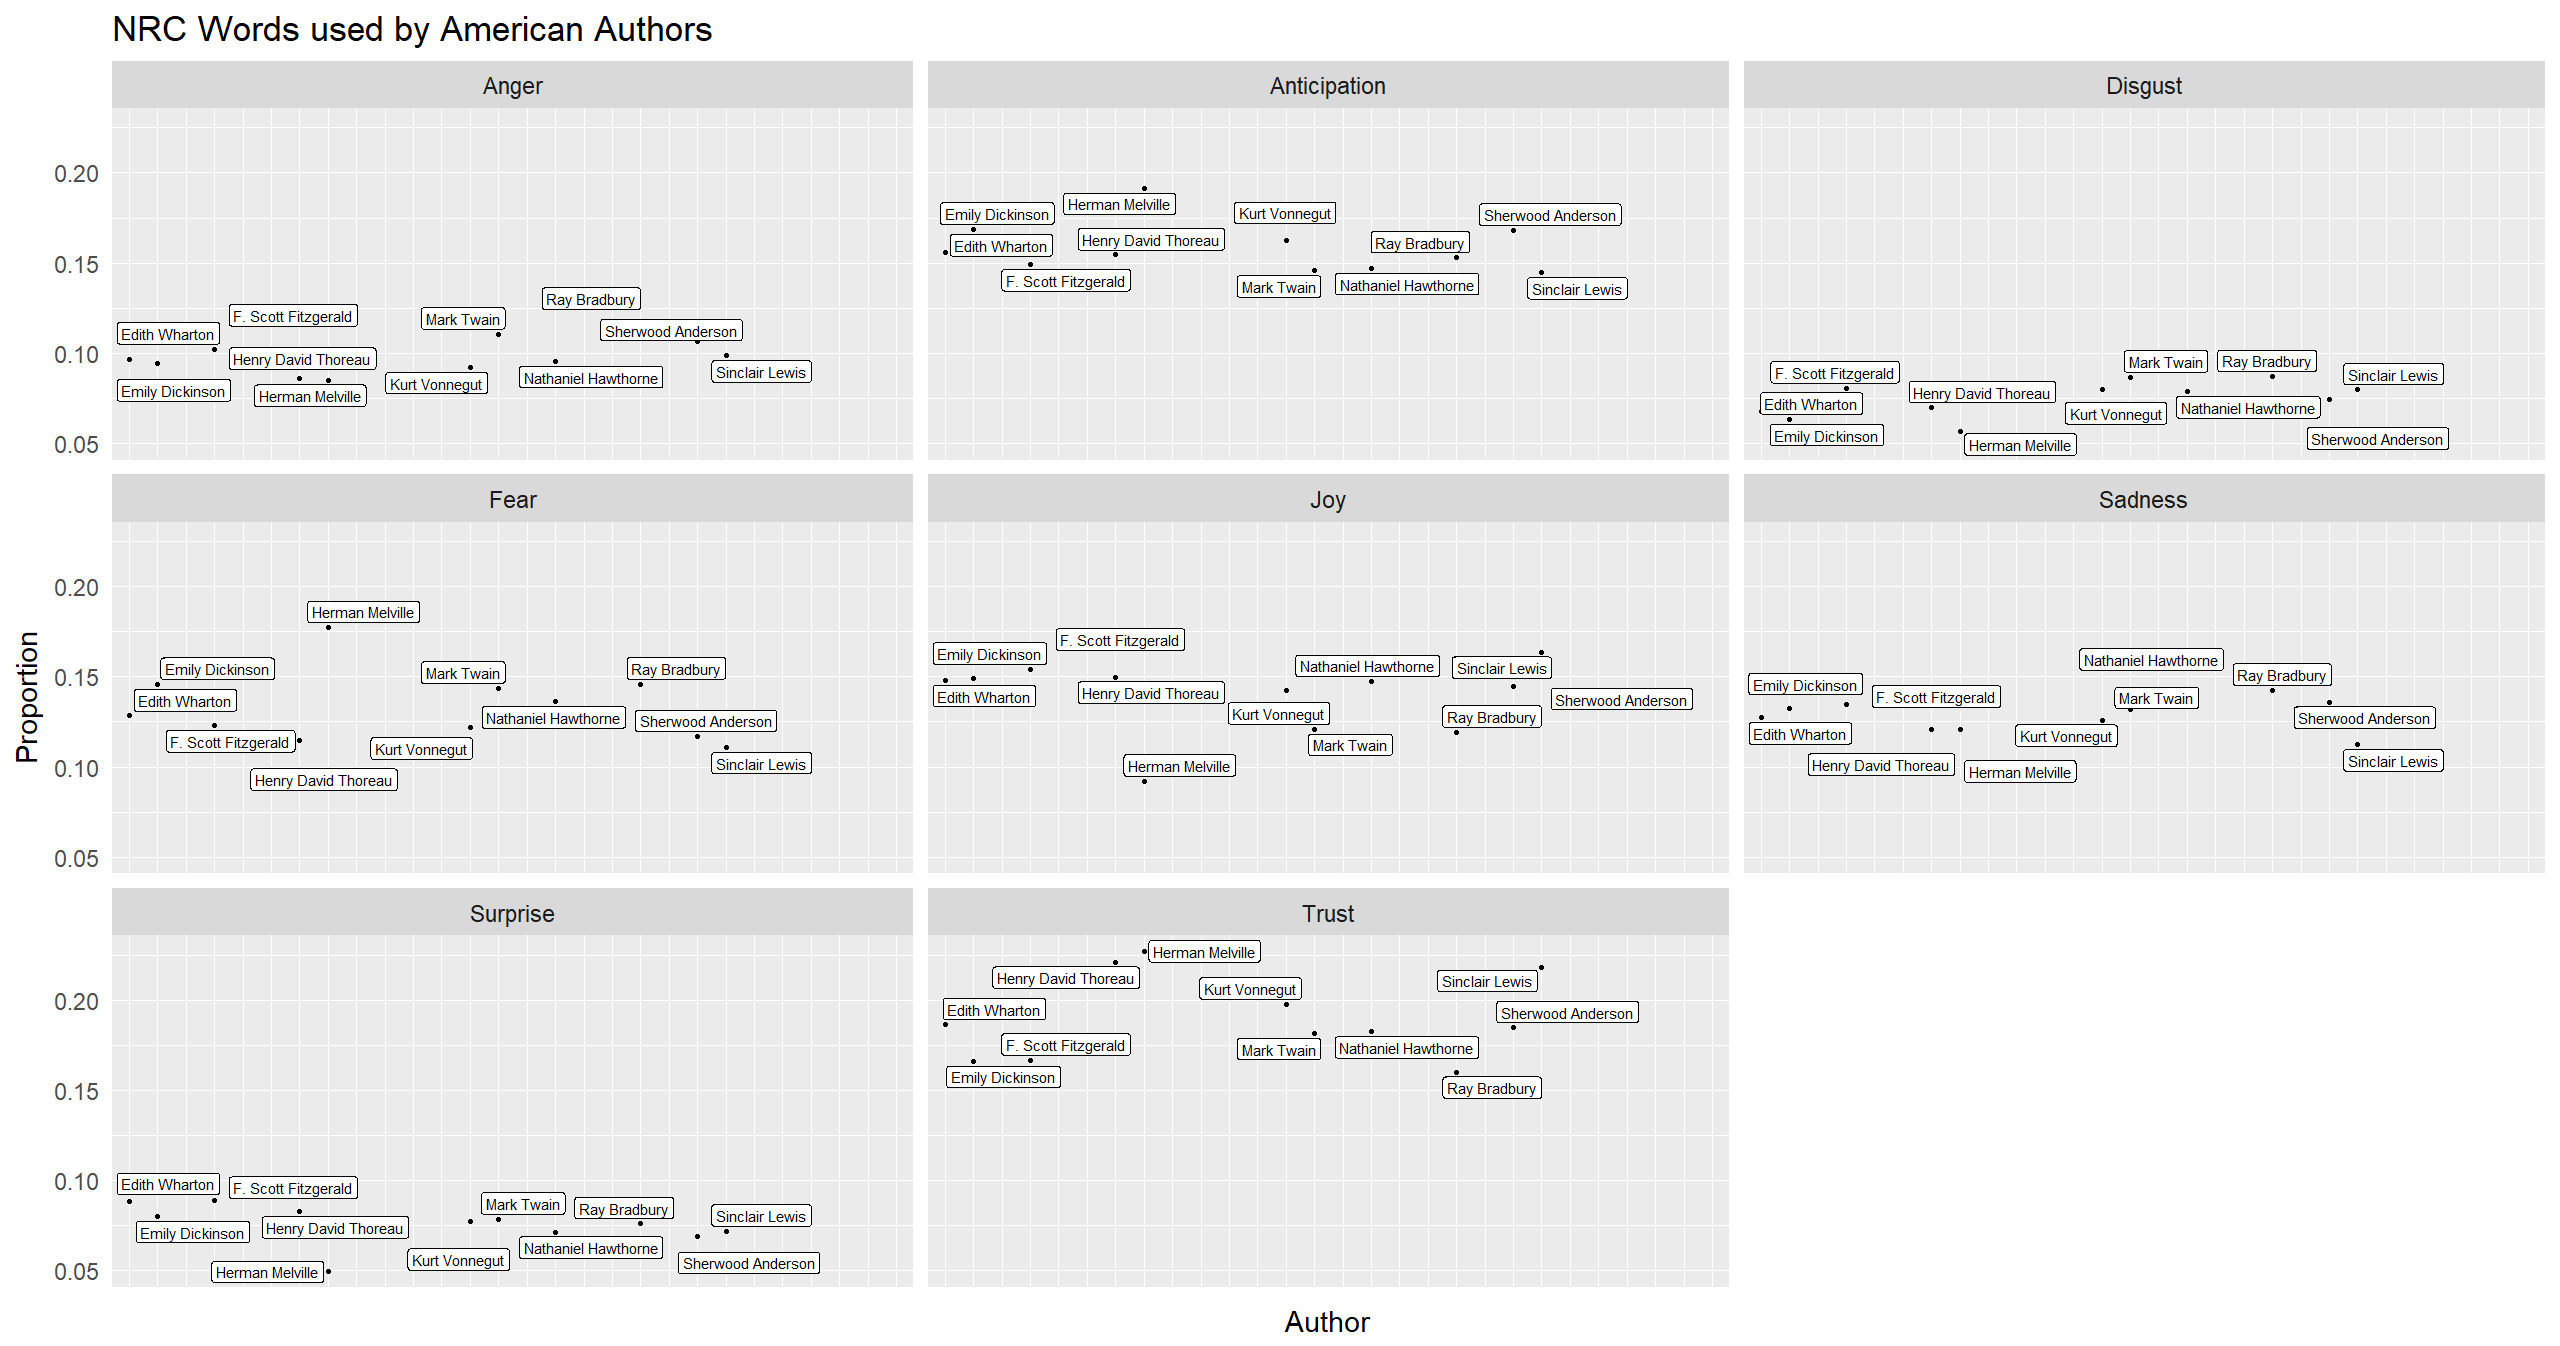 NRC Words used by American Authors
Anger
Anticipation
Disgust
0.20
0.15
0.10
0.05
Ray Bradbury
F. Scott Fitzgerald
Mark Twain
Edith Wharton
Sherwood Anderson
Henry David Thoreau
Sinclair Lewis
Nathaniel Hawthorne
Kurt Vonnegut
Emily Dickinson
Herman Melville
Herman Melville
Kurt Vonnegut
Emily Dickinson
Sherwood Anderson
Henry David Thoreau
Ray Bradbury
Edith Wharton
F. Scott Fitzgerald
Nathaniel Hawthorne
Mark Twain
Sinclair Lewis
Mark Twain
Ray Bradbury
F. Scott Fitzgerald
Sinclair Lewis
Henry David Thoreau
Edith Wharton
Nathaniel Hawthorne
Kurt Vonnegut
Emily Dickinson
Sherwood Anderson
Herman Melville
Fear
Joy
Sadness
Proportion
0.20
0.15
0.10
0.05
Herman Melville
Emily Dickinson
Ray Bradbury
Mark Twain
Edith Wharton
Nathaniel Hawthorne
Sherwood Anderson
F. Scott Fitzgerald
Kurt Vonnegut
Sinclair Lewis
Henry David Thoreau
F. Scott Fitzgerald
Emily Dickinson
Nathaniel Hawthorne
Sinclair Lewis
Henry David Thoreau
Edith Wharton
Sherwood Anderson
Kurt Vonnegut
Ray Bradbury
Mark Twain
Herman Melville
Nathaniel Hawthorne
Ray Bradbury
Emily Dickinson
F. Scott Fitzgerald
Mark Twain
Sherwood Anderson
Edith Wharton
Kurt Vonnegut
Sinclair Lewis
Henry David Thoreau
Herman Melville
Surprise
Trust
0.20
0.15
0.10
0.05
Edith Wharton
F. Scott Fitzgerald
Mark Twain
Ray Bradbury
Sinclair Lewis
Henry David Thoreau
Emily Dickinson
Nathaniel Hawthorne
Kurt Vonnegut
Sherwood Anderson
Herman Melville
Herman Melville
Henry David Thoreau
Sinclair Lewis
Kurt Vonnegut
Edith Wharton
Sherwood Anderson
F. Scott Fitzgerald
Nathaniel Hawthorne
Mark Twain
Emily Dickinson
Ray Bradbury
Author